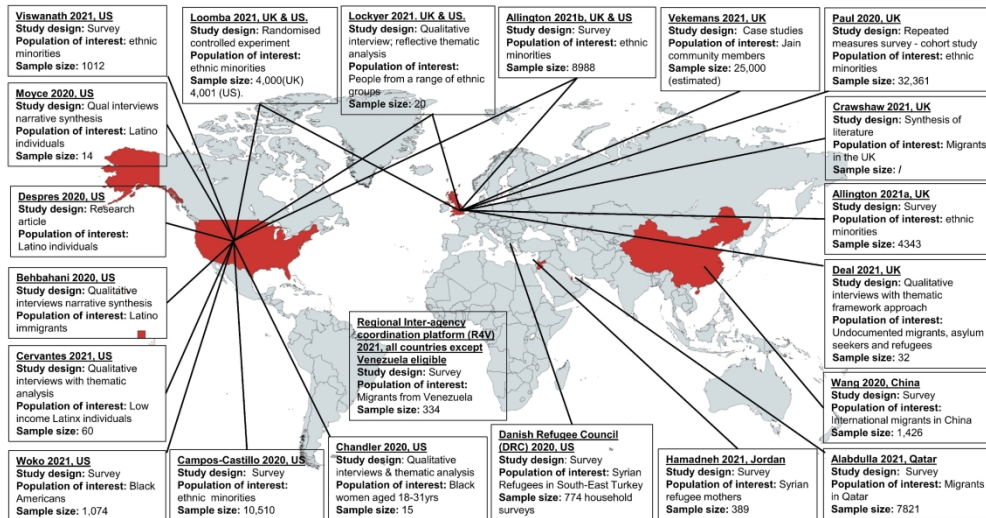 Viswanath 2021, US
Study design: Survey
Population of interest: ethnic
minorities
Sample size: 1012
Loomba 2021, UK & US.
Study design: Randomised
controlled experiment
Population of interest:
ethnic minorities
Sample size: 4,000(UK)
4,001 (US).
Lockyer 2021. UK & US.
Study design: Qualitative
interview; reflective thematic
analysis
Population of interest:
People from a range of ethnic
groups
Sample size: 20
Allington 2021b, UK & US
Study design: Survey
Population of interest: ethnic
minorities
Sample size: 8988
Vekemans 2021, UK
Study design: Case studies
Population of interest: Jain
community members
Sample size: 25,000
(estimated)
Paul 2020, UK
Study design: Repeated
measures survey - cohort study
Population of interest:
ethnic minorities
Sample size: 32,361
Moyce 2020, US
Study design: Qual interviews
narrative synthesis
Population of interest: Latino
individuals
Sample size: 14
Crawshaw 2021, UK
Study design: Synthesis of
literature
Population of interest: Migrants
in the UK
Sample size: /
Despres 2020, US
Study design: Research
article
Population of interest:
Latino individuals
Allington 2021a, UK
Study design: Survey
Population of interest: ethnic
minorities
Sample size: 4343
Behbahani 2020, US
Study design: Qualitative
interviews narrative synthesis
Population of interest: Latino
immigrants
Deal 2021, UK
Study design: Qualitative
interviews with thematic
framework approach
Population of interest:
Undocumented migrants, asylum
seekers and refugees
Sample size: 32
Regional Inter-agency
coordination platform (R4V)
2021, all countries except
Venezuela eligible
Study design: Survey
Population of interest:
Migrants from Venezuela
Sample size: 334
Cervantes 2021, US
Study design: Qualitative
interviews with thematic
analysis
Population of interest: Low
income Latinx individuals
Sample size: 60
Wang 2020, China
Study design: Survey
Population of interest:
International migrants in China
Sample size: 1,426
Woko 2021, US
Study design: Survey
Population of interest: Black
Americans
Sample size: 1,074
Campos-Castillo 2020, US
Study design: Survey
Population of interest:
ethnic minorities
Sample size: 10,510
Chandler 2020, US
Study design: Qualitative
interviews & thematic analysis
Population of interest: Black
women aged 18-31yrs
Sample size: 15
Danish Refugee Council
(DRC) 2020, US
Study design: Survey
Population of interest: Syrian
Refugees in South-East Turkey
Sample size: 774 household
surveys
Hamadneh 2021, Jordan
Study design: Survey
Population of interest: Syrian
refugee mothers
Sample size: 389
Alabdulla 2021, Qatar
Study design: Survey
Population of interest: Migrants
in Qatar
Sample size: 7821